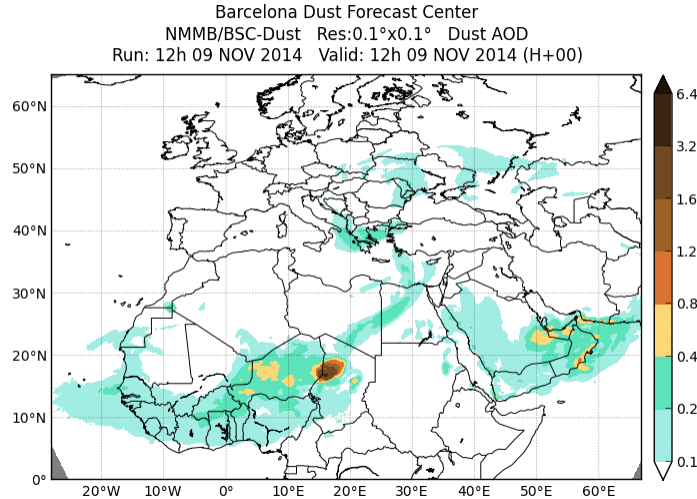 Barcelona Dust Forecast Center
NMMB/BSC-Dust Res:0.1°x0.1° Dust AOD
Run: 12h 09 NOV 2014 Valid: 12h 09 NOV 2014 (H+00)
60°N
50°N
40°N
30°N
20°N
10°N
0°
20°W
10°W
0°
10°E
20°E
30°E
40°E
50°E
60°E
6.4
3.2
1.6
1.2
0.8
0.4
0.2
0.1